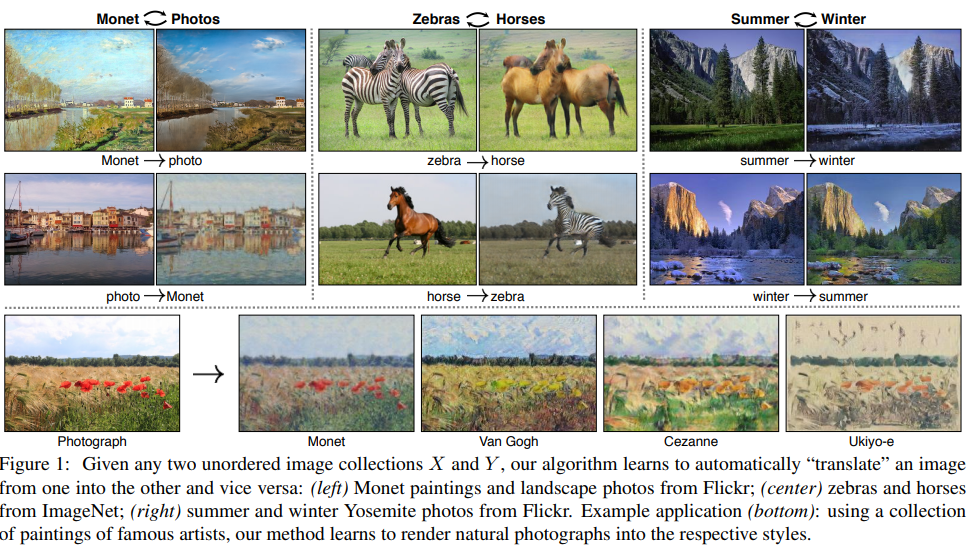 Monet ⇄ Photos
Zebras ⇄ Horses
Summer ⇄ Winter
Monet → photo
zebra → horse
summer → winter
photo → Monet
horse → zebra
winter → summer
Photograph
Monet
Van Gogh
Cezanne
Ukiyo-e
Figure 1: Given any two unordered image collections X and Y, our algorithm learns to automatically “translate” an image
from one into the other and vice versa: (left) Monet paintings and landscape photos from Flickr; (center) zebras and horses
from ImageNet; (right) summer and winter Yosemite photos from Flickr. Example application (bottom): using a collection
of paintings of famous artists, our method learns to render natural photographs into the respective styles.